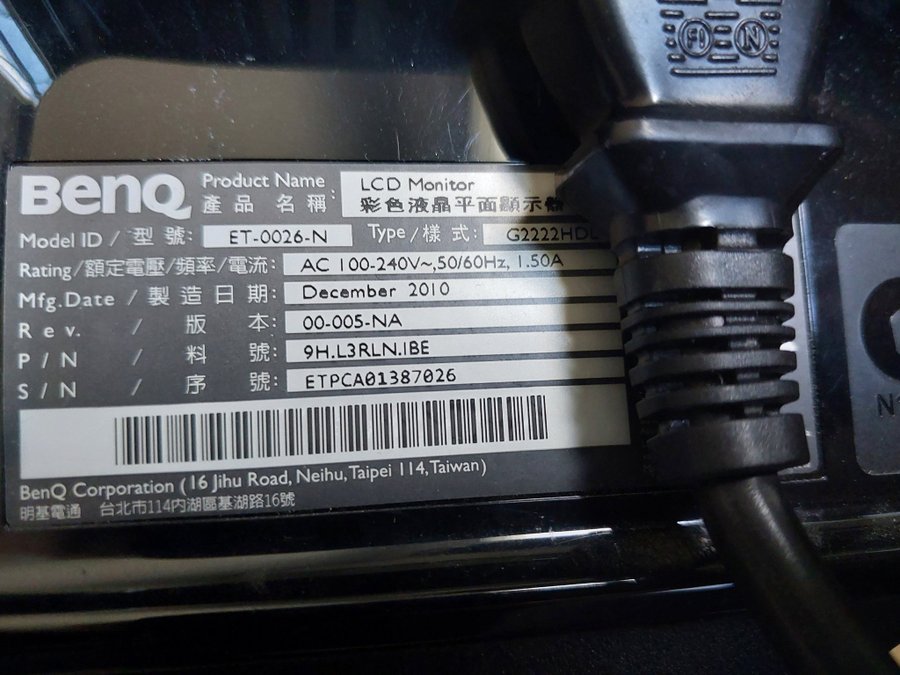 FI N
BenQ
Product Name
LCD Monitor
產品名稱:
彩色液晶平面顯示
Model ID / 型號: ET-0026-N Type / 樣式: G2222HDL
Rating/額定電壓/頻率/電流: AC 100-240V~,50/60Hz, 1.50A
Mfg.Date / 製造日期: December 2010
Rev. / 版本: 00-005-NA
P/N / 料號: 9H.L3RLN.IBE
S/N / 序號: ETPCA01387026
BenQ Corporation (16 Jihu Road, Neihu, Taipei 114, Taiwan)
明基電通 台北市114內湖區基湖路16號